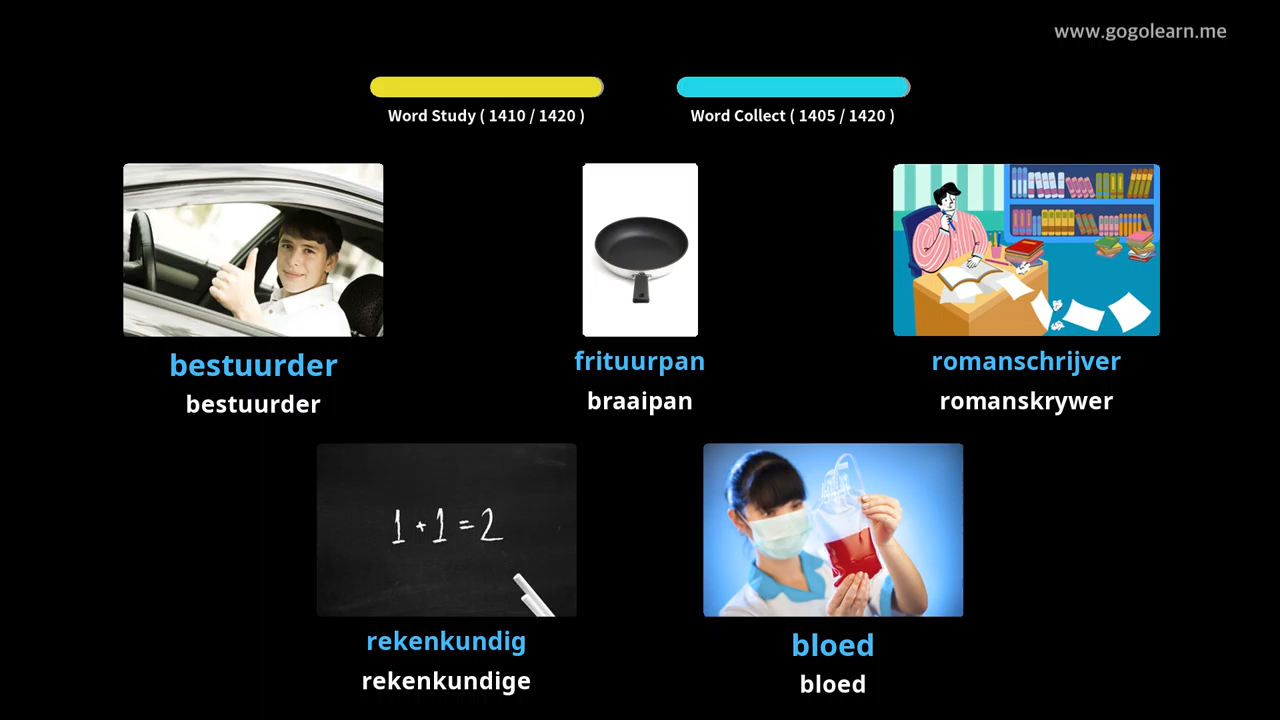 www.gogolearn.me
Word Study ( 1410 / 1420 )
Word Collect ( 1405 / 1420 )
bestuurder
bestuurder
frituurpan
braaipan
romanschrijver
romanskrywer
1 + 1 = 2
rekenkundig
rekenkundige
bloed
bloed